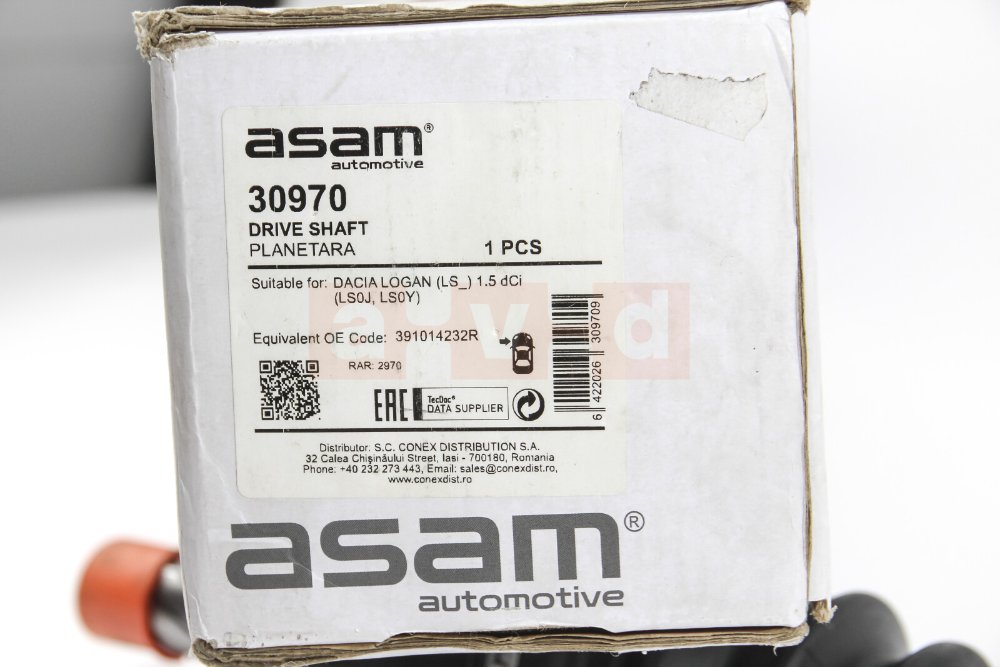 asam®
automotive
30970
DRIVE SHAFT
PLANETARA 1 PCS
Suitable for: DACIA LOGAN (LS_) 1.5 dCi
(LS0J, LS0Y)
Equivalent OE Code: 391014232R
RAR: 2970
6 422026 309709
EAC TecDoc® DATA SUPPLIER
Distributor: S.C. CONEX DISTRIBUTION S.A.
32 Calea Chişinăului Street, Iasi - 700180, Romania
Phone: +40 232 273 443, Email: sales@conexdist.ro
www.conexdist.ro
a.v.d
asam®
automotive